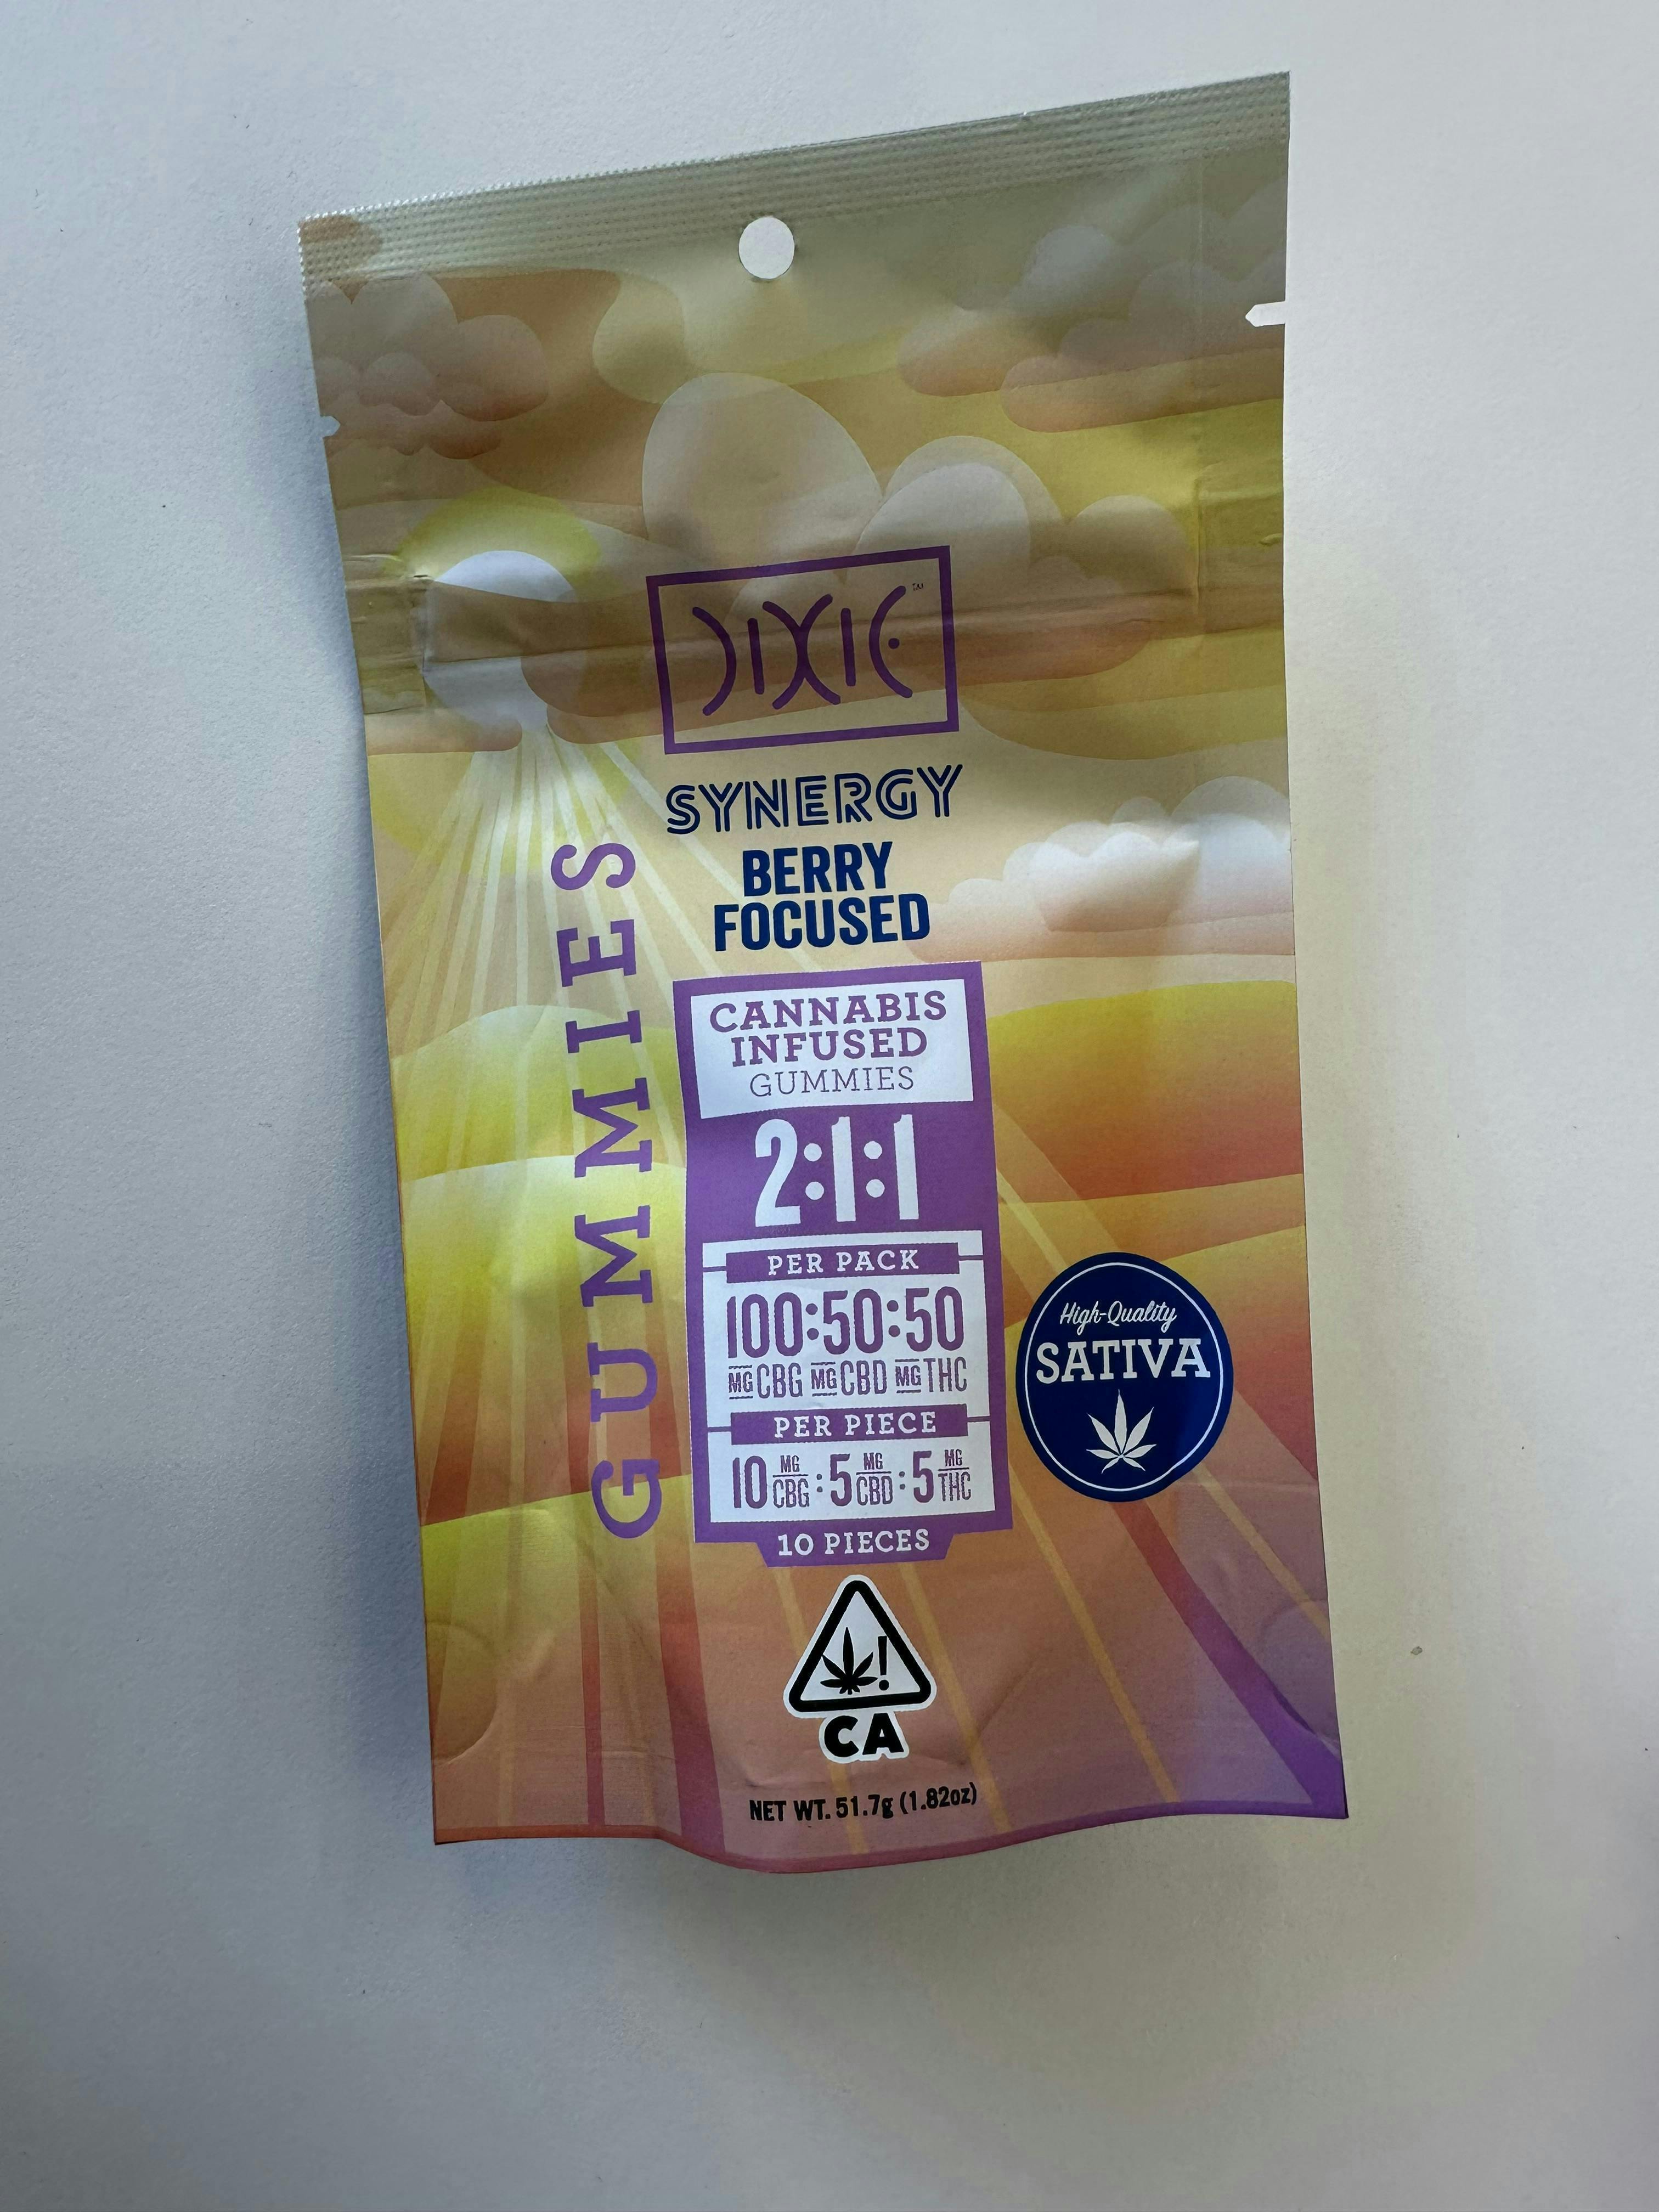 DIXIE™
SYNERGY
BERRY
FOCUSED
GUMMIES
CANNABIS
INFUSED
GUMMIES
2:1:1
PER PACK
100:50:50
MG CBG MG CBD MG THC
PER PIECE
10 MG CBG : 5 MG CBD : 5 MG THC
10 PIECES
High-Quality
SATIVA
!
CA
NET WT. 51.7g (1.82oz)